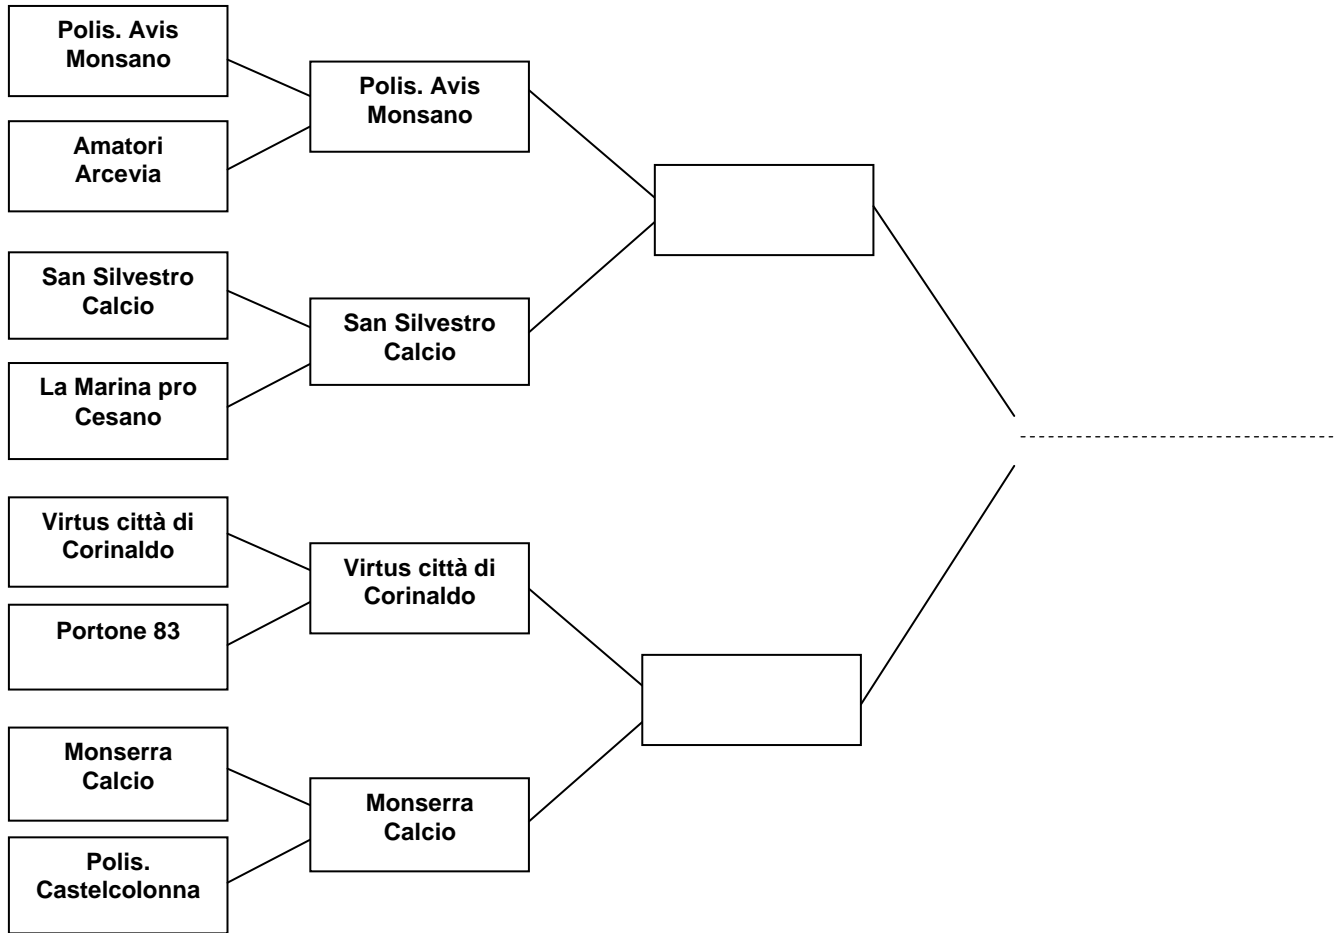 Polis. Avis
Monsano
Amatori
Arcevia
San Silvestro
Calcio
La Marina pro
Cesano
Virtus città di
Corinaldo
Portone 83
Monserra
Calcio
Polis.
Castelcolonna
Polis. Avis
Monsano
San Silvestro
Calcio
Virtus città di
Corinaldo
Monserra
Calcio